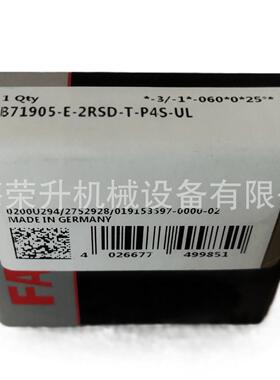 1 Qty *-3/-1*-060*0*25**
B71905-E-2RSD-T-P4S-UL
荣升机械设备有限
0200U294/2752928/019153597-0000-02
MADE IN GERMANY
4 026677 499851
FA